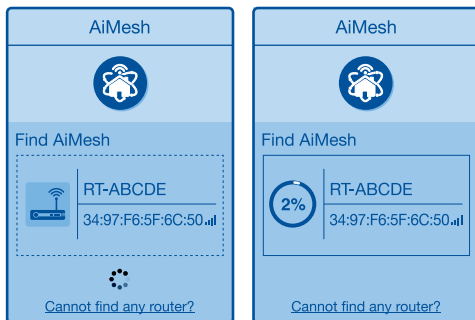 AiMesh
Find AiMesh
RT-ABCDE
34:97:F6:5F:6C:50
Cannot find any router?
AiMesh
Find AiMesh
2%
RT-ABCDE
34:97:F6:5F:6C:50
Cannot find any router?